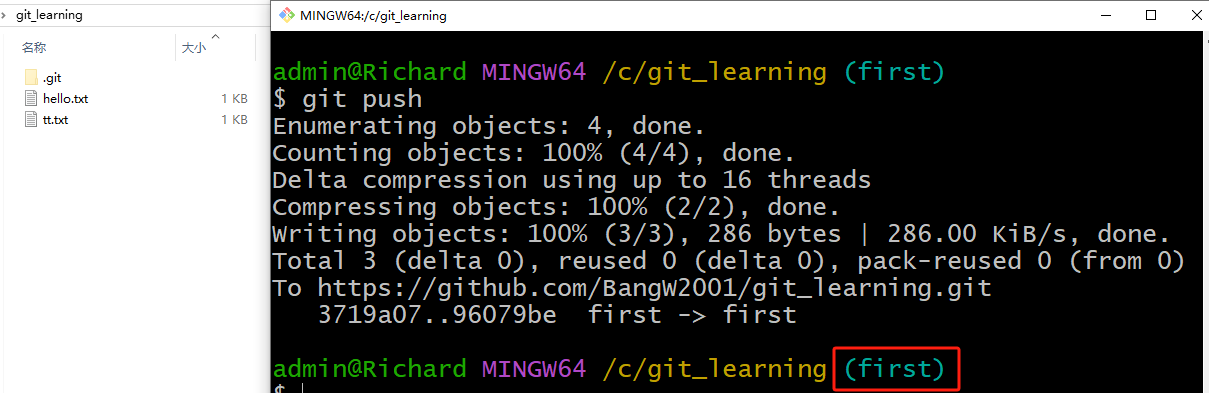 git_learning
名称 大小
.git
hello.txt 1 KB
tt.txt 1 KB
MINGW64:/c/git_learning
admin@Richard MINGW64 /c/git_learning (first)
$ git push
Enumerating objects: 4, done.
Counting objects: 100% (4/4), done.
Delta compression using up to 16 threads
Compressing objects: 100% (2/2), done.
Writing objects: 100% (3/3), 286 bytes | 286.00 KiB/s, done.
Total 3 (delta 0), reused 0 (delta 0), pack-reused 0 (from 0)
To https://github.com/BangW2001/git_learning.git
   3719a07..96079be  first -> first
admin@Richard MINGW64 /c/git_learning (first)
$